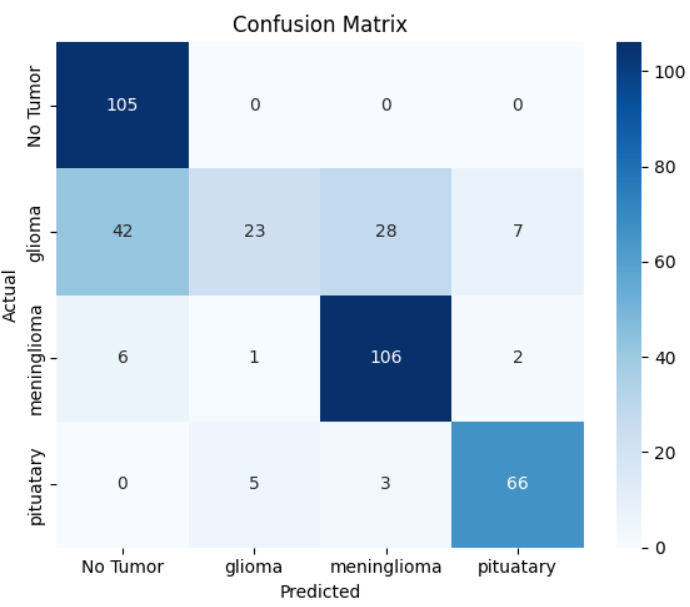 Confusion Matrix
No Tumor
105 0 0 0
glioma
42 23 28 7
meninglioma
6 1 106 2
pituatary
0 5 3 66
Actual
No Tumor glioma meninglioma pituatary
Predicted
100
80
60
40
20
0